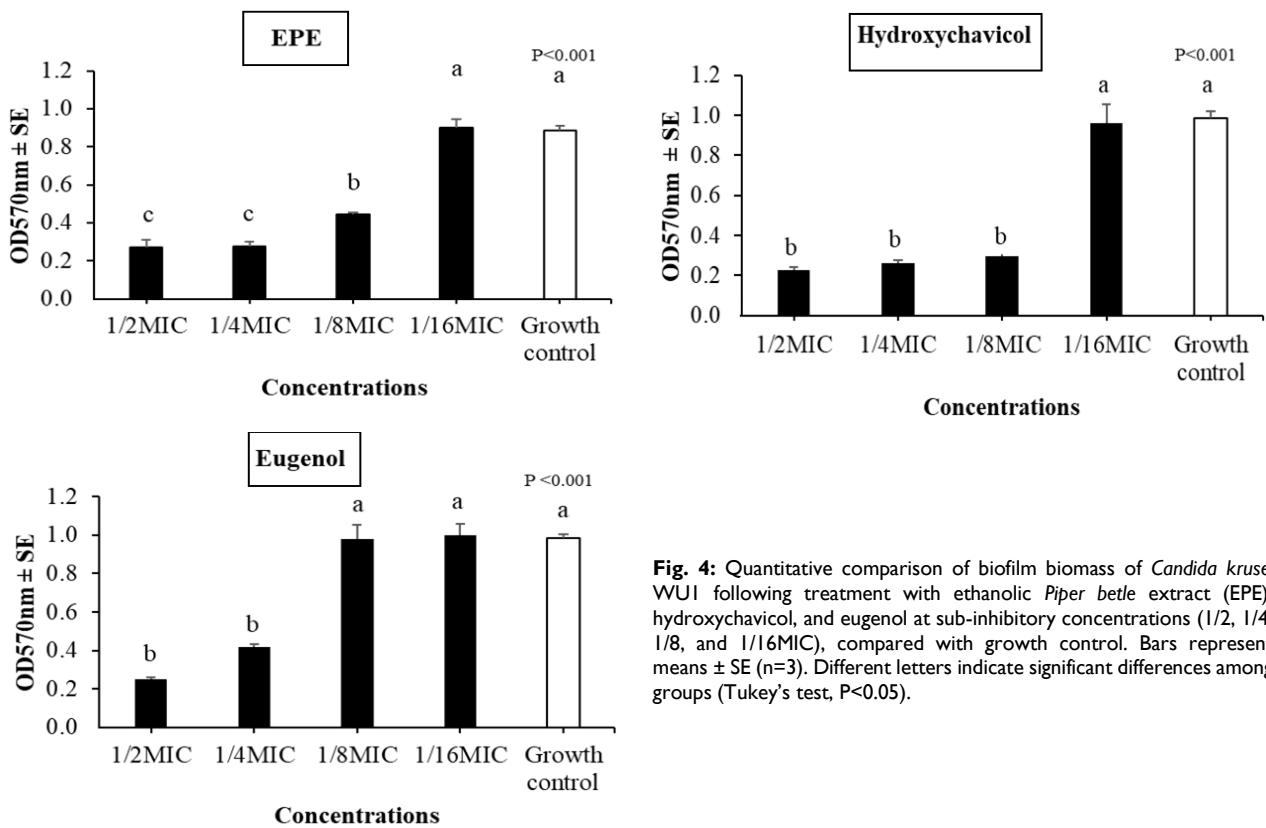 EPE
P<0.001
OD570nm ± SE
1.2
1.0
0.8
0.6
0.4
0.2
0.0
c
c
b
a
a
1/2MIC
1/4MIC
1/8MIC
1/16MIC
Growth control
Concentrations
Hydroxychavicol
P<0.001
OD570nm ± SE
1.2
1.0
0.8
0.6
0.4
0.2
0.0
b
b
b
a
a
1/2MIC
1/4MIC
1/8MIC
1/16MIC
Growth control
Concentrations
Eugenol
P <0.001
OD570nm ± SE
1.2
1.0
0.8
0.6
0.4
0.2
0.0
b
b
a
a
a
1/2MIC
1/4MIC
1/8MIC
1/16MIC
Growth control
Concentrations
Fig. 4: Quantitative comparison of biofilm biomass of Candida kruse
WU1 following treatment with ethanolic Piper betle extract (EPE)
hydroxychavicol, and eugenol at sub-inhibitory concentrations (1/2, 1/4
1/8, and 1/16MIC), compared with growth control. Bars represen
means ± SE (n=3). Different letters indicate significant differences among
groups (Tukey's test, P<0.05).